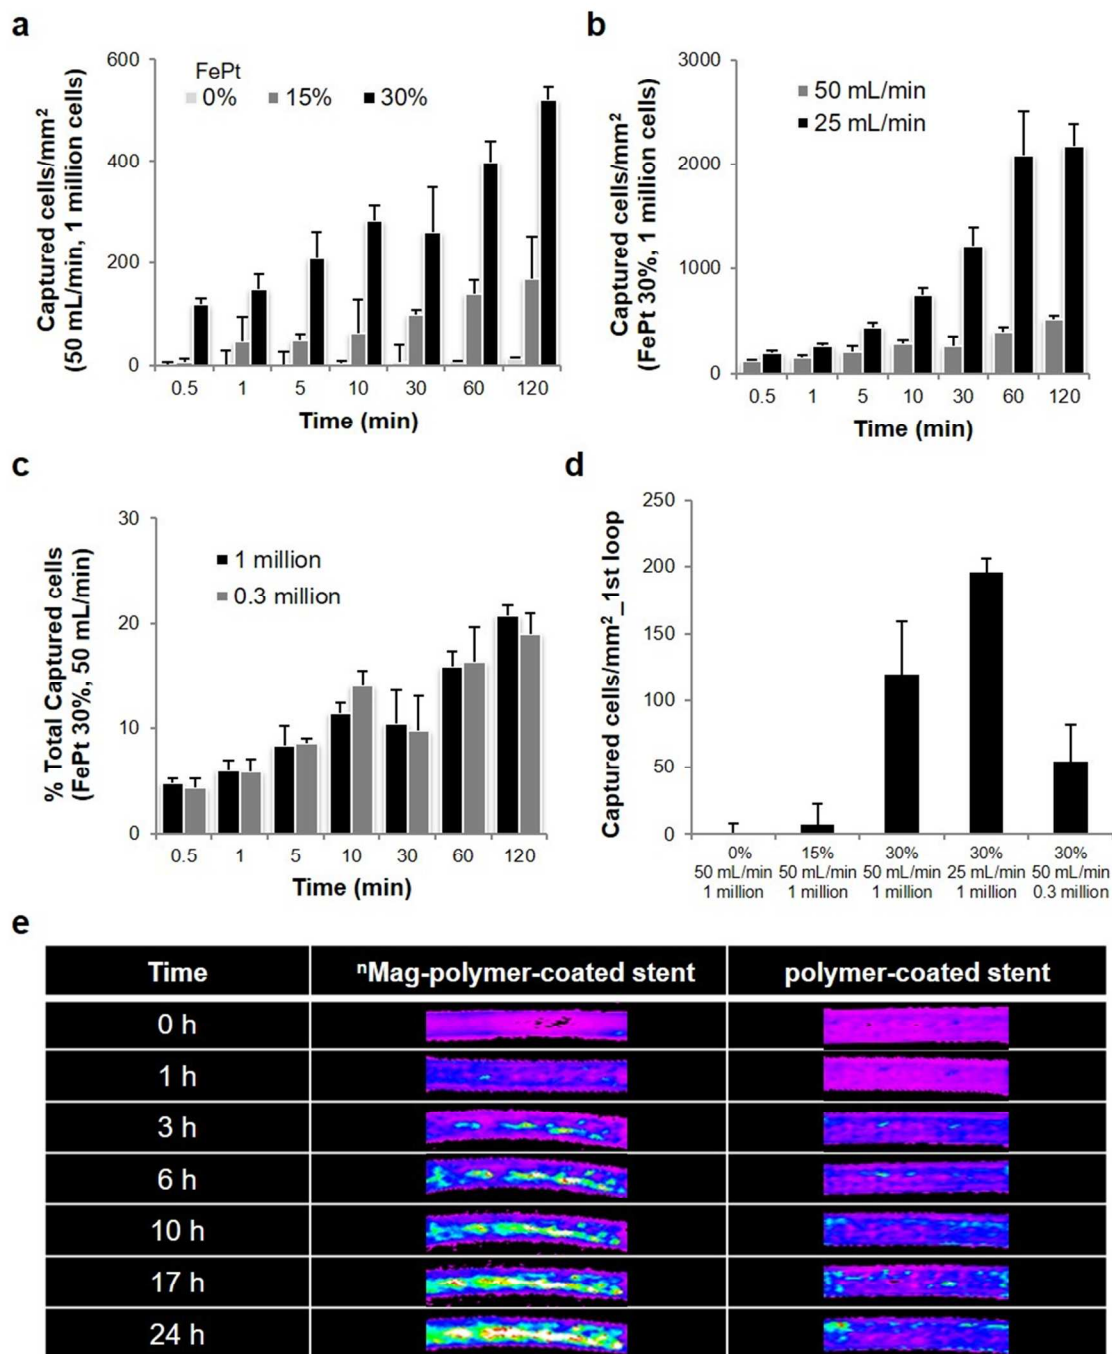 a
Captured cells/mm²
(50 mL/min, 1 million cells)
600
400
200
0
FePt
0% 15% 30%
0.5 1 5 10 30 60 120
Time (min)
b
Captured cells/mm²
(FePt 30%, 1 million cells)
3000
2000
1000
0
50 mL/min
25 mL/min
0.5 1 5 10 30 60 120
Time (min)
c
% Total Captured cells
(FePt 30%, 50 mL/min)
30
20
10
0
1 million
0.3 million
0.5 1 5 10 30 60 120
Time (min)
d
Captured cells/mm²_1st loop
250
200
150
100
50
0
0% 15% 30% 30% 30%
50 mL/min 50 mL/min 50 mL/min 25 mL/min 50 mL/min
1 million 1 million 1 million 1 million 0.3 million
e
Time ⁿMag-polymer-coated stent polymer-coated stent
0 h
1 h
3 h
6 h
10 h
17 h
24 h